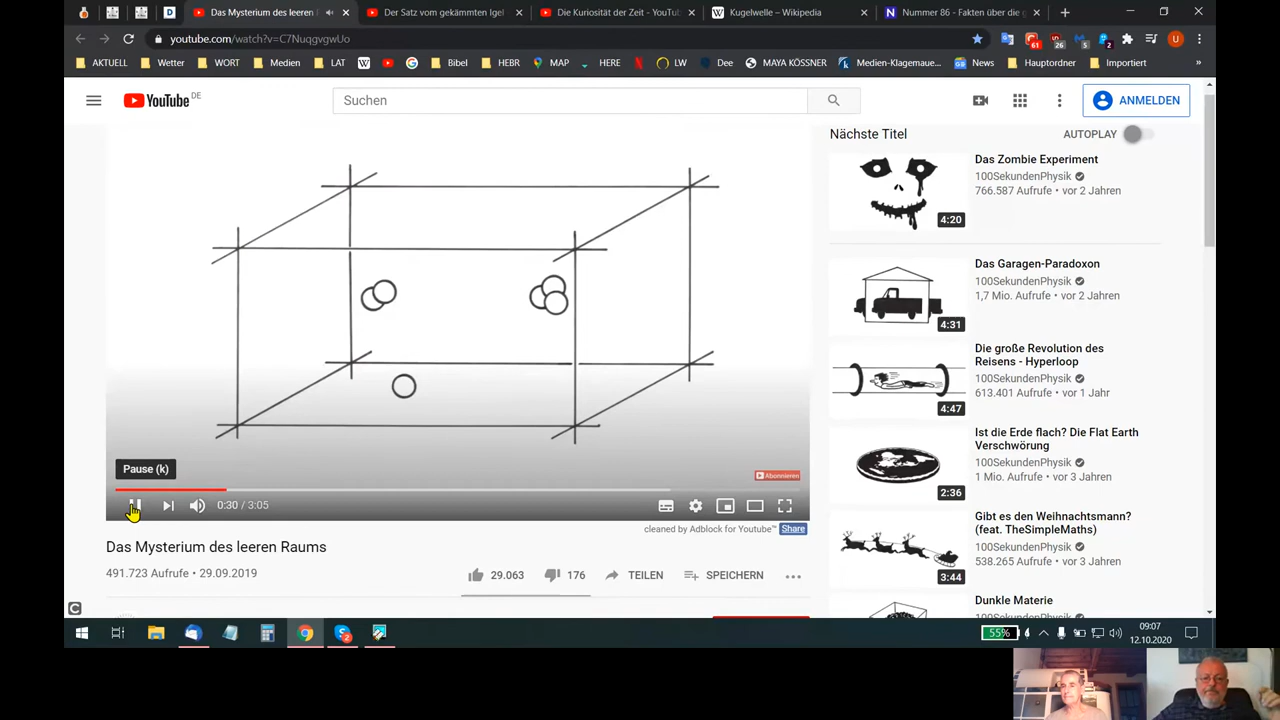 Das Mysterium des leeren R
Der Satz vom gekämmten Igel
Die Kuriosität der Zeit - YouTu
Kugelwelle – Wikipedia
Nummer 86 - Fakten über die g
youtube.com/watch?v=C7NuqgvgwUo
61
26
5
2
U
AKTUELL
Wetter
WORT
Medien
LAT
Bibel
HEBR
MAP
HERE
LW
Dee
MAYA KÖSSNER
Medien-Klagemaue...
News
Hauptordner
Importiert
YouTube DE
Suchen
ANMELDEN
Nächste Titel
AUTOPLAY
Das Zombie Experiment
100SekundenPhysik
766.587 Aufrufe • vor 2 Jahren
4:20
Das Garagen-Paradoxon
100SekundenPhysik
1,7 Mio. Aufrufe • vor 2 Jahren
4:31
Die große Revolution des
Reisens - Hyperloop
100SekundenPhysik
613.401 Aufrufe • vor 1 Jahr
4:47
Ist die Erde flach? Die Flat Earth
Verschwörung
100SekundenPhysik
1 Mio. Aufrufe • vor 3 Jahren
2:36
Gibt es den Weihnachtsmann?
(feat. TheSimpleMaths)
100SekundenPhysik
538.265 Aufrufe • vor 3 Jahren
3:44
Dunkle Materie
100SekundenPhysik
Pause (k)
Abonnieren
0:30 / 3:05
cleaned by Adblock for Youtube™ Share
Das Mysterium des leeren Raums
491.723 Aufrufe • 29.09.2019
29.063
176
TEILEN
SPEICHERN
55%
09:07
12.10.2020